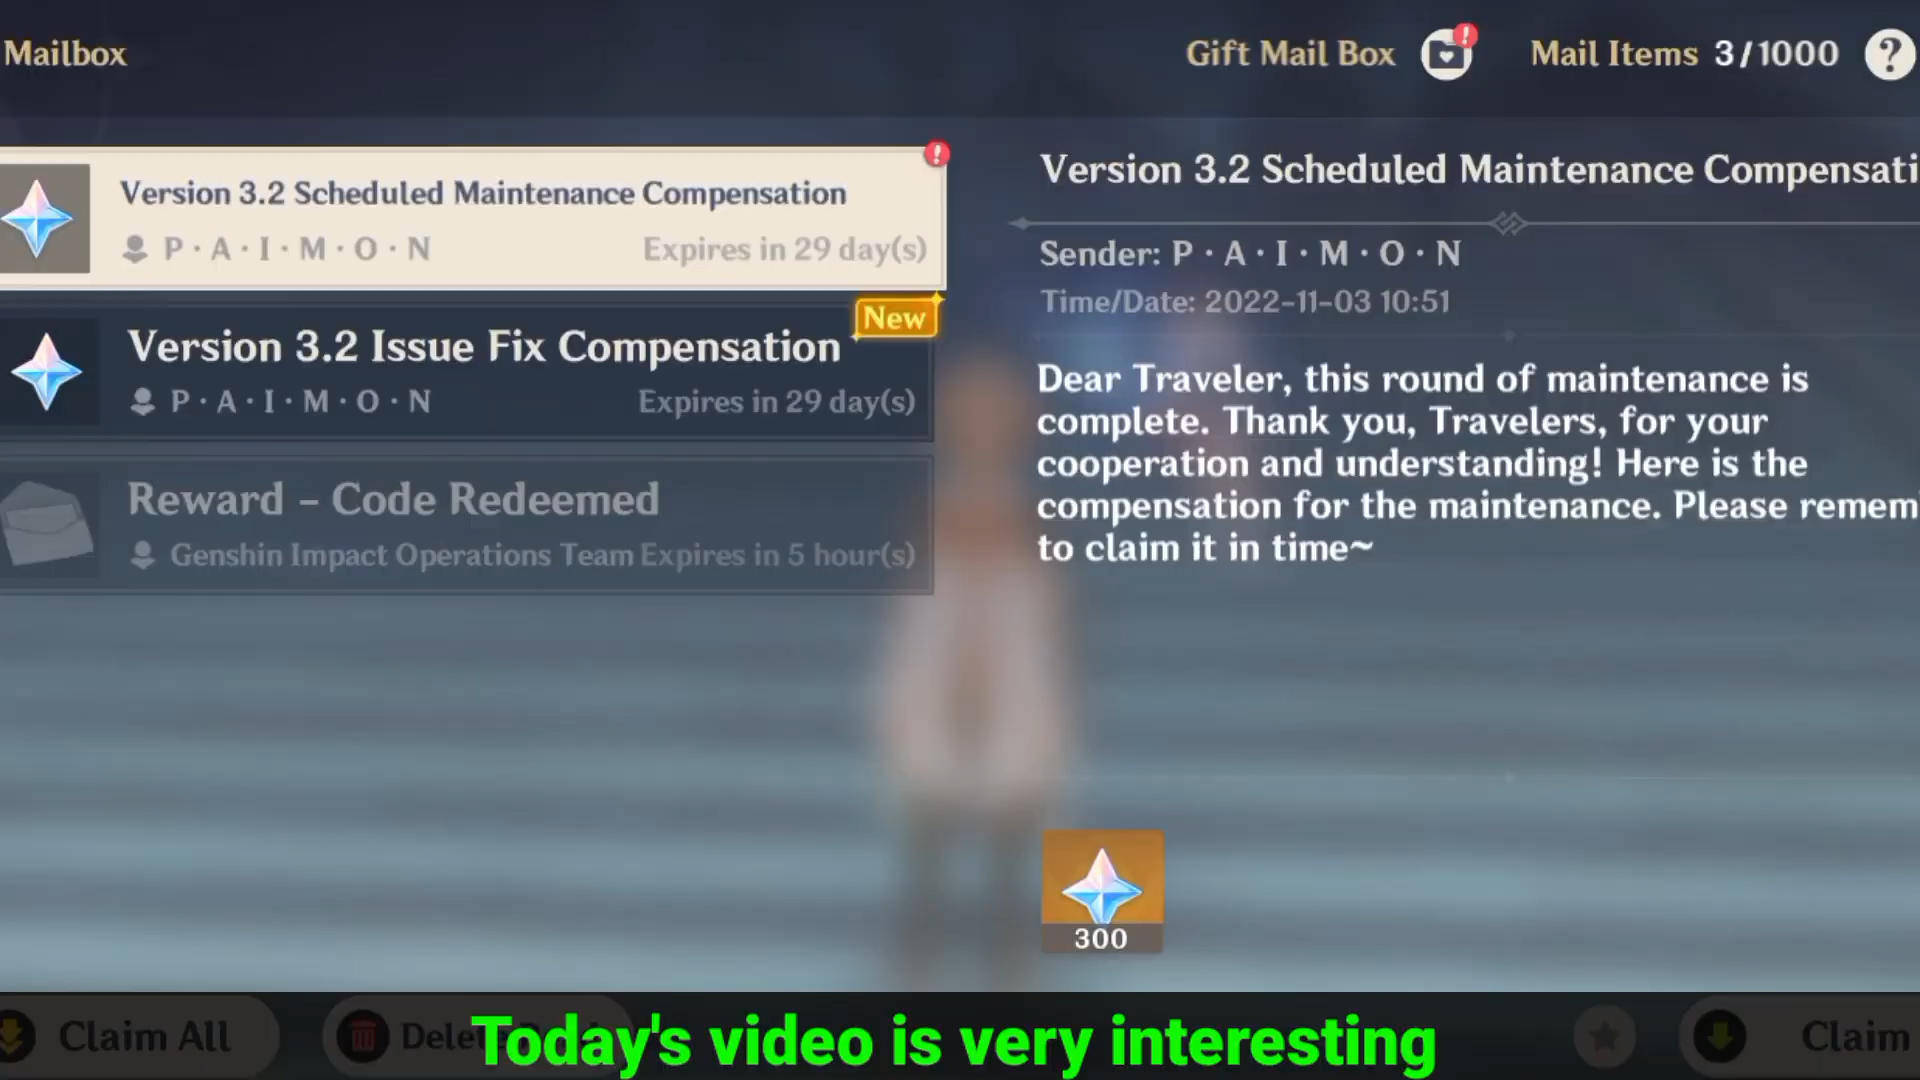 Mailbox
Gift Mail Box
Mail Items 3/1000
Version 3.2 Scheduled Maintenance Compensation
P·A·I·M·O·N Expires in 29 day(s)
New
Version 3.2 Issue Fix Compensation
P·A·I·M·O·N Expires in 29 day(s)
Reward – Code Redeemed
Genshin Impact Operations Team Expires in 5 hour(s)
Version 3.2 Scheduled Maintenance Compensati
Sender: P·A·I·M·O·N
Time/Date: 2022-11-03 10:51
Dear Traveler, this round of maintenance is
complete. Thank you, Travelers, for your
cooperation and understanding! Here is the
compensation for the maintenance. Please remem
to claim it in time~
300
Claim All
Claim
Today's video is very interesting